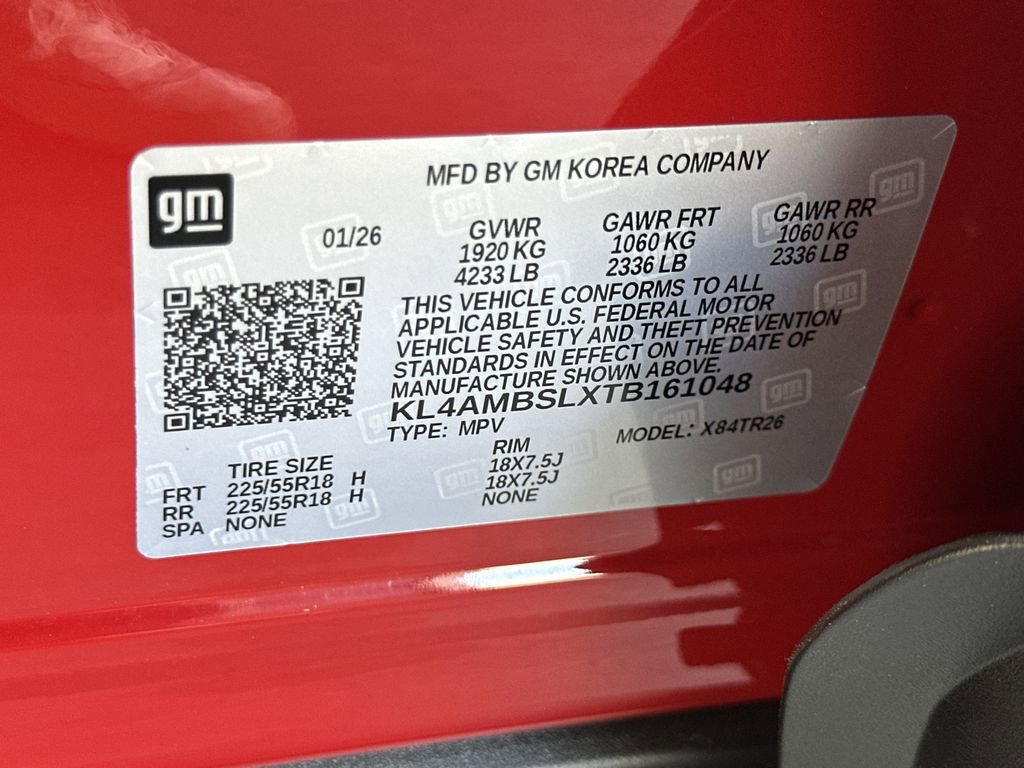 gm
MFD BY GM KOREA COMPANY
01/26
GVWR
1920 KG
4233 LB
GAWR FRT
1060 KG
2336 LB
GAWR RR
1060 KG
2336 LB
THIS VEHICLE CONFORMS TO ALL
APPLICABLE U.S. FEDERAL MOTOR
VEHICLE SAFETY AND THEFT PREVENTION
STANDARDS IN EFFECT ON THE DATE OF
MANUFACTURE SHOWN ABOVE.
KL4AMBSLXTB161048
TYPE: MPV
MODEL: X84TR26
TIRE SIZE RIM
FRT 225/55R18 H 18X7.5J
RR 225/55R18 H 18X7.5J
SPA NONE NONE